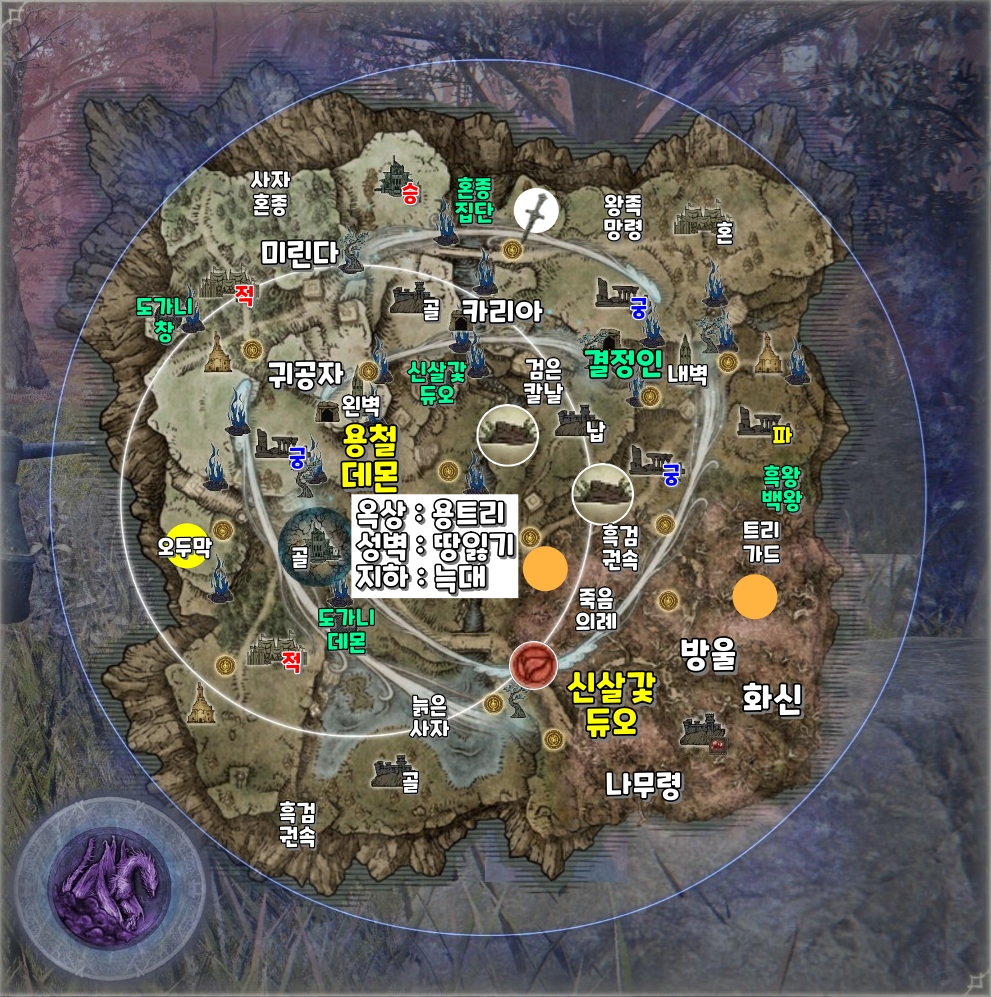 사자
혼종
승
혼종
집단
왕족
망령
혼
미린다
적
도가니
창
골
카리아
궁
귀공자
신살갗
듀오
검은
칼날
결정인
내벽
왼벽
용철
데몬
납
파
궁
궁
흑왕
백왕
옥상 : 용트리
성벽 : 땅잃기
지하 : 늑대
오두막
골
흑검
권속
트리
가드
죽음
의례
도가니
데몬
적
방울
화신
신살갗
듀오
늙은
사자
골
나무령
흑검
권속